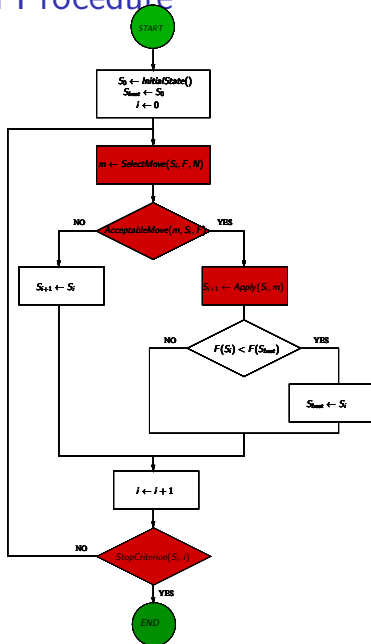 Procedure
START
S₀ ← InitialState()
S_best ← S₀
i ← 0
m ← SelectMove(Sᵢ, F, N)
NO
AcceptableMove(m, Sᵢ, F)
YES
Sᵢ₊₁ ← Sᵢ
Sᵢ₊₁ ← Apply(Sᵢ, m)
NO
F(Sᵢ) < F(S_best)
YES
S_best ← Sᵢ
i ← i + 1
NO
StopCriterion(Sᵢ, i)
YES
END